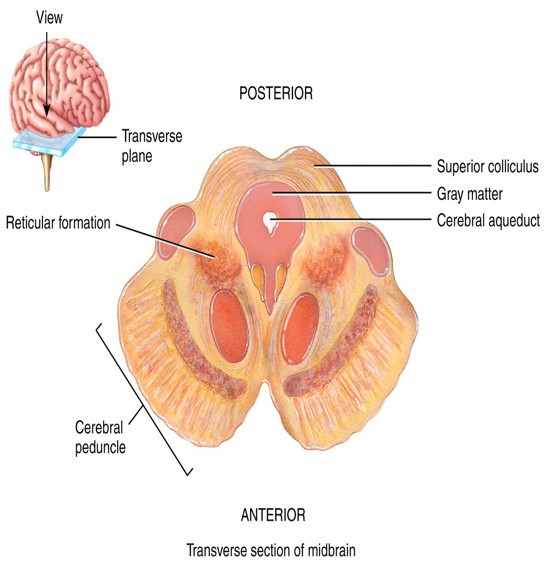 View
POSTERIOR
Transverse
plane
Superior colliculus
Gray matter
Reticular formation
Cerebral aqueduct
Cerebral
peduncle
ANTERIOR
Transverse section of midbrain